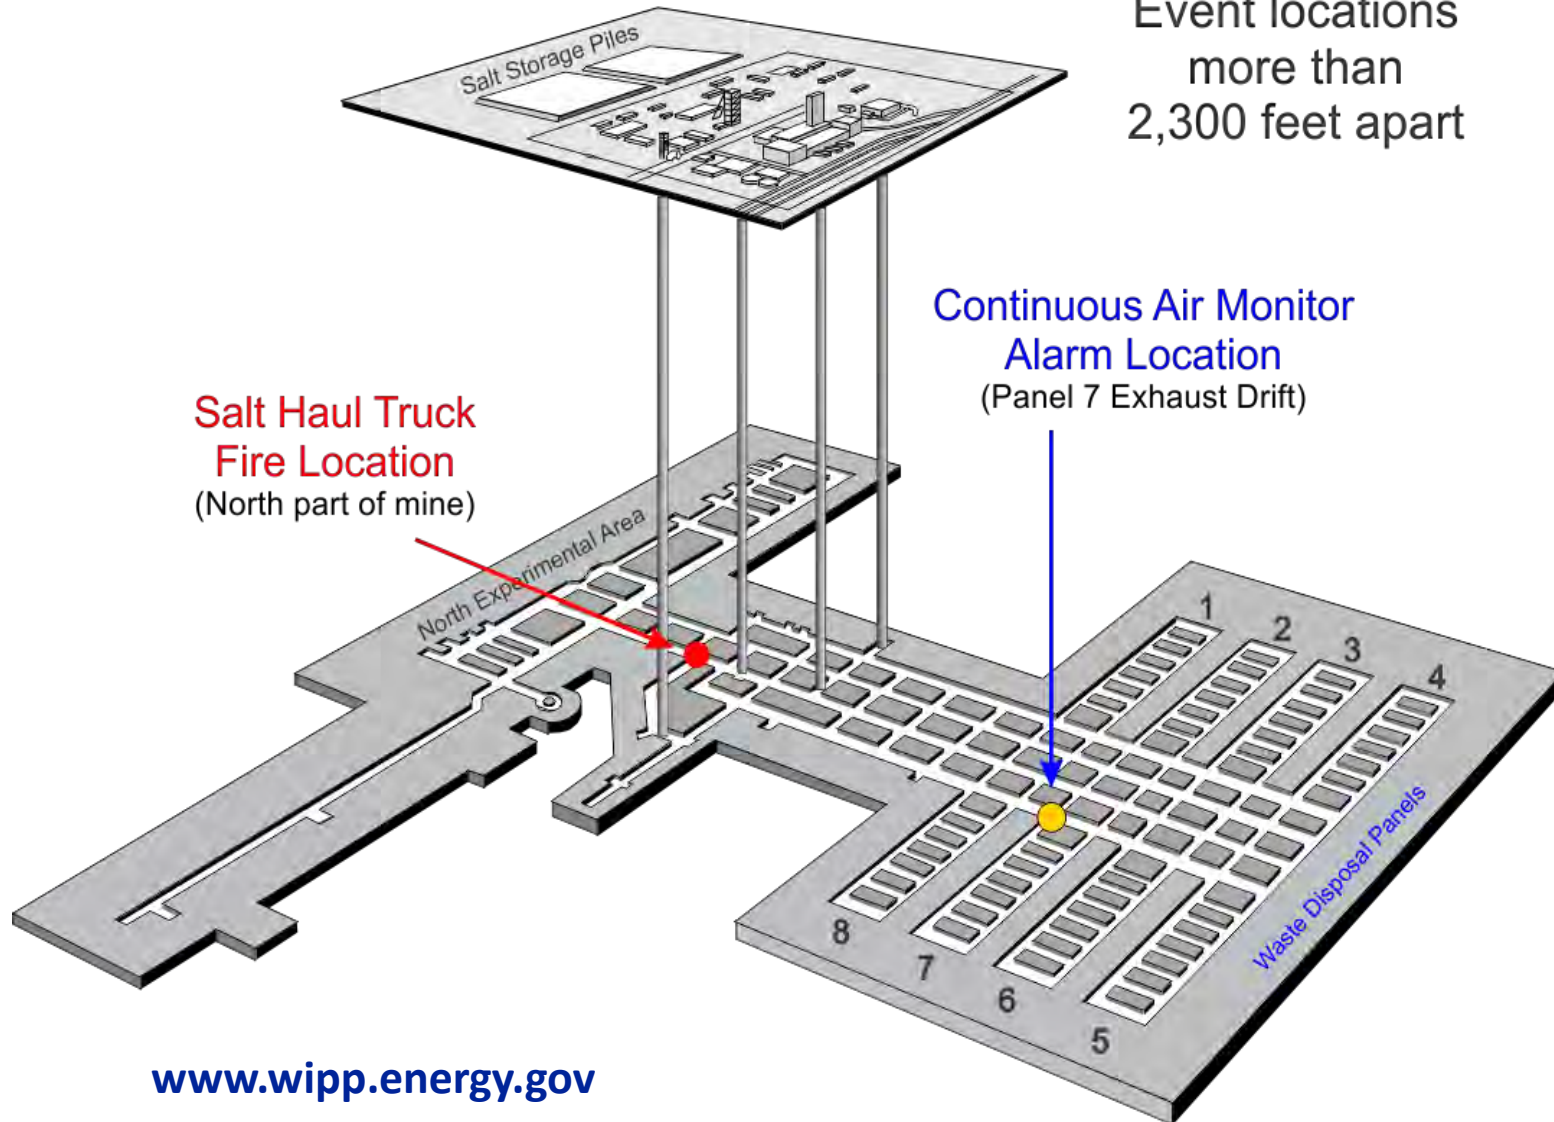 Event locations
more than
2,300 feet apart
Salt Storage Piles
Continuous Air Monitor
Alarm Location
(Panel 7 Exhaust Drift)
Salt Haul Truck
Fire Location
(North part of mine)
North Experimental Area
1
2
3
4
8
7
6
5
Waste Disposal Panels
www.wipp.energy.gov